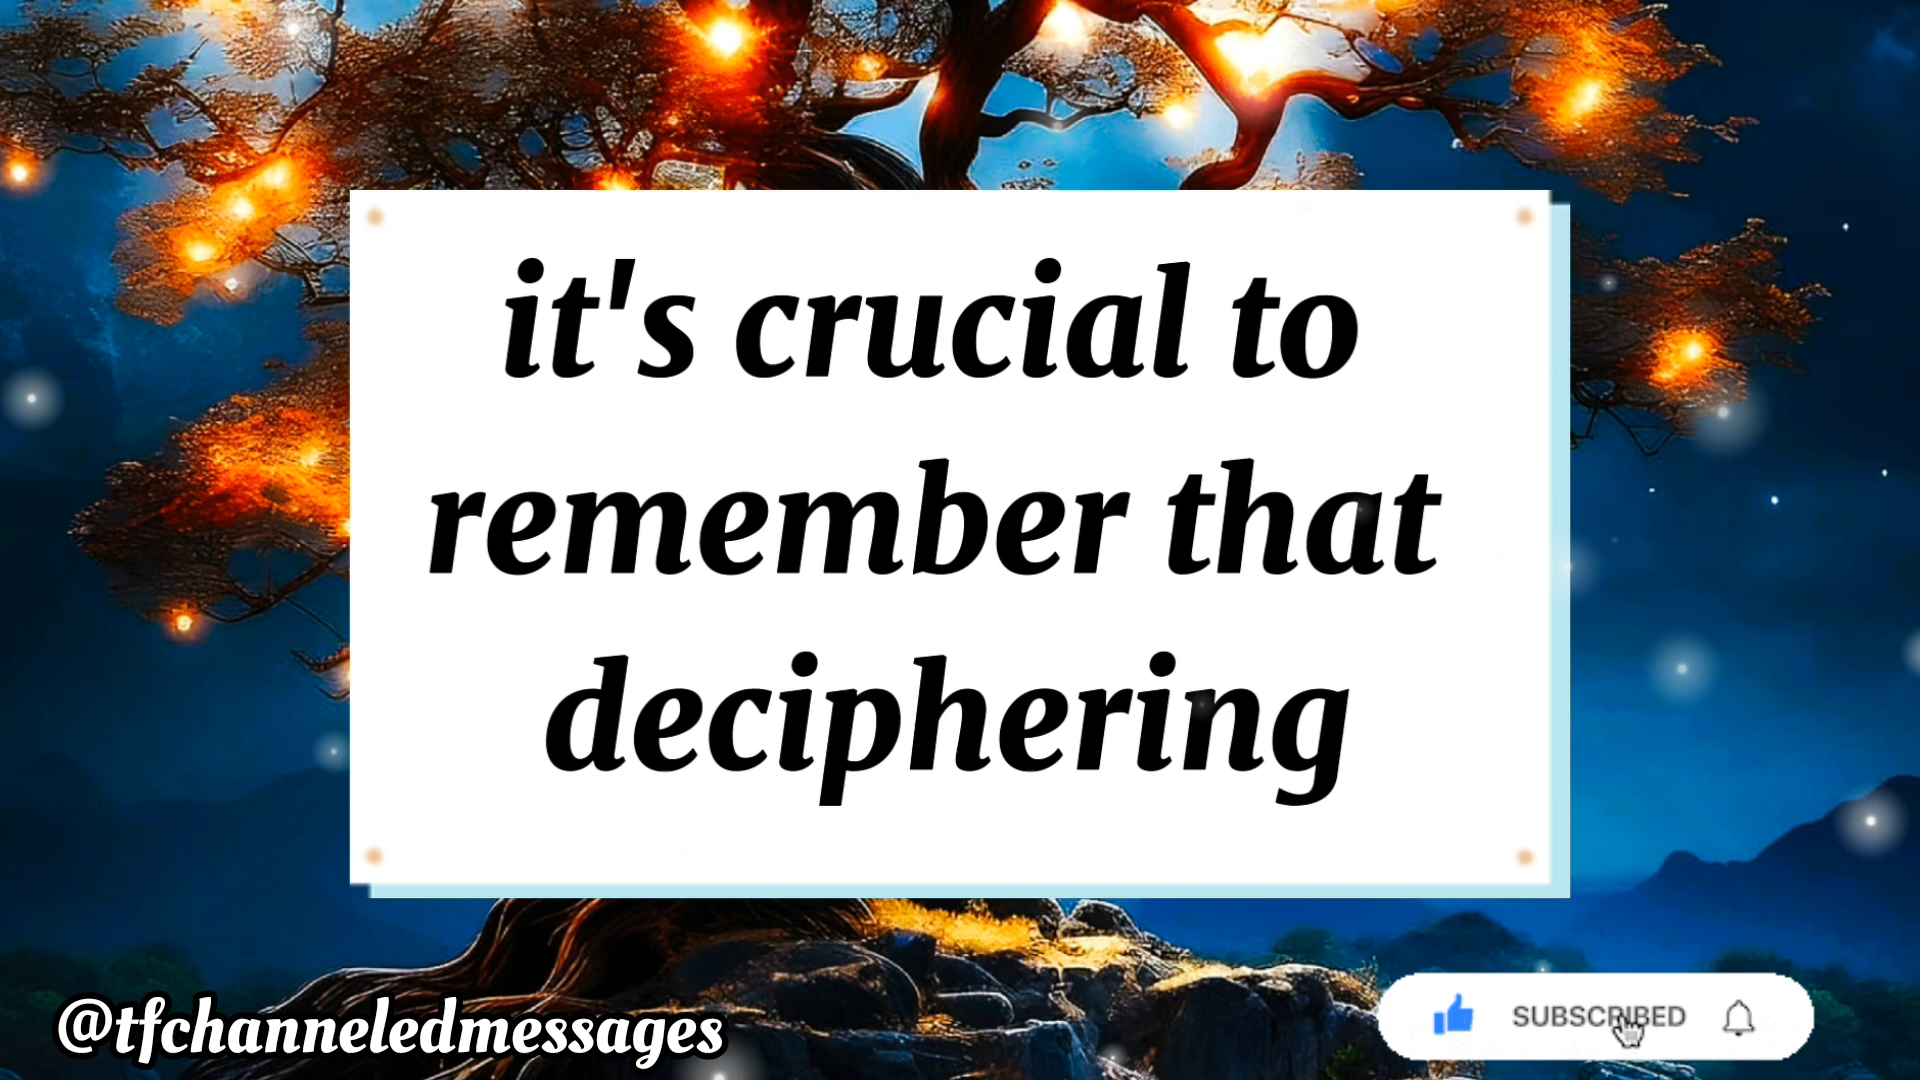 it's crucial to
remember that
deciphering
@tfchanneledmessages
SUBSCRIBED